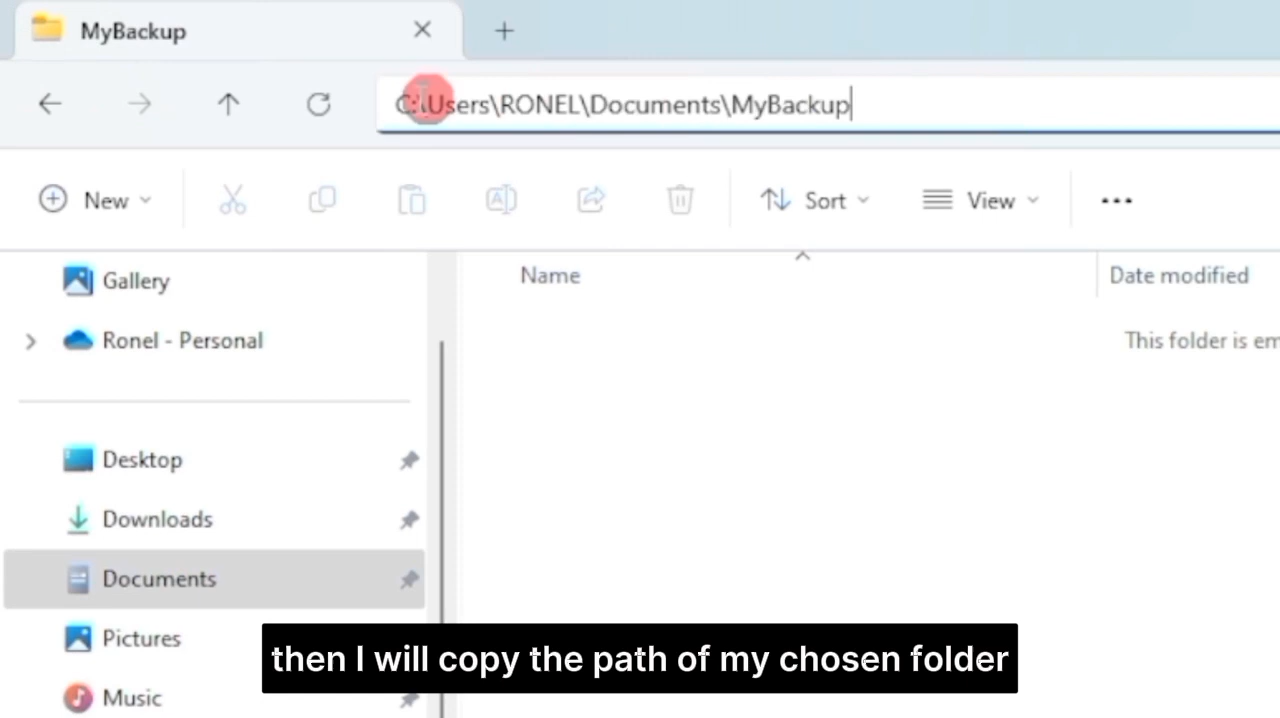 MyBackup
C:\Users\RONEL\Documents\MyBackup
New
Sort
View
Gallery
Name
Date modified
Ronel - Personal
This folder is em
Desktop
Downloads
Documents
Pictures
then I will copy the path of my chosen folder
Music